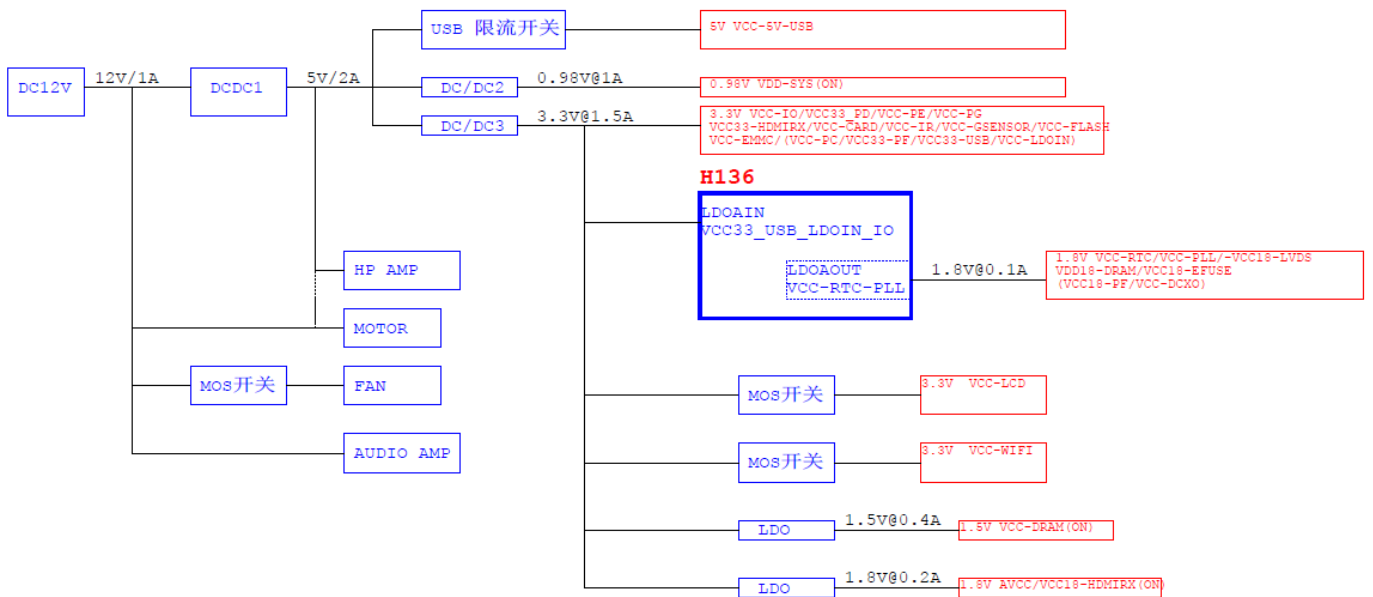 USB 限流开关
5V VCC-5V-USB
DC12V
12V/1A
DCDC1
5V/2A
DC/DC2
0.98V@1A
0.98V VDD-SYS(ON)
DC/DC3
3.3V@1.5A
3.3V VCC-IO/VCC33_PD/VCC-PE/VCC-PG
VCC33-HDMIRX/VCC-CARD/VCC-IR/VCC-GSENSOR/VCC-FLASH
VCC-EMMC/(VCC-PC/VCC33-PF/VCC33-USB/VCC-LDOIN)
H136
LDOAIN
VCC33_USB_LDOIN_IO
LDOAOUT
VCC-RTC-PLL
1.8V@0.1A
1.8V VCC-RTC/VCC-PLL/-VCC18-LVDS
VDD18-DRAM/VCC18-EFUSE
(VCC18-PF/VCC-DCXO)
HP AMP
MOTOR
MOS开关
FAN
AUDIO AMP
MOS开关
3.3V VCC-LCD
MOS开关
3.3V VCC-WIFI
LDO
1.5V@0.4A
1.5V VCC-DRAM(ON)
LDO
1.8V@0.2A
1.8V AVCC/VCC18-HDMIRX(ON)